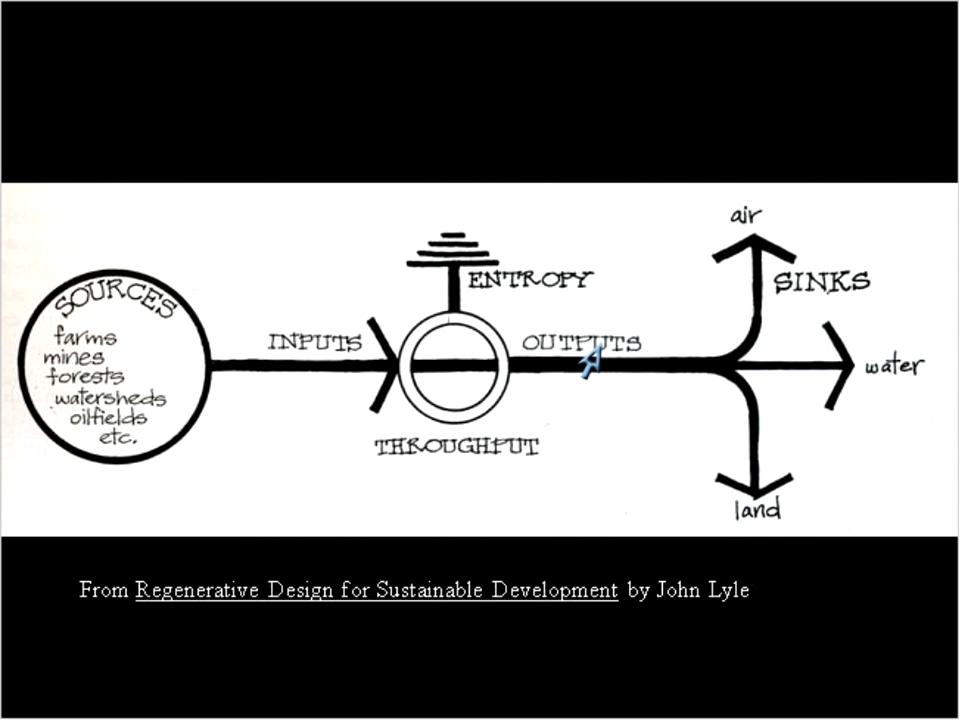 air
ENTROPY
SINKS
SOURCES
farms
mines
forests
watersheds
oilfields
etc.
INPUTS
OUTPUTS
water
THROUGHPUT
land
From Regenerative Design for Sustainable Development by John Lyle